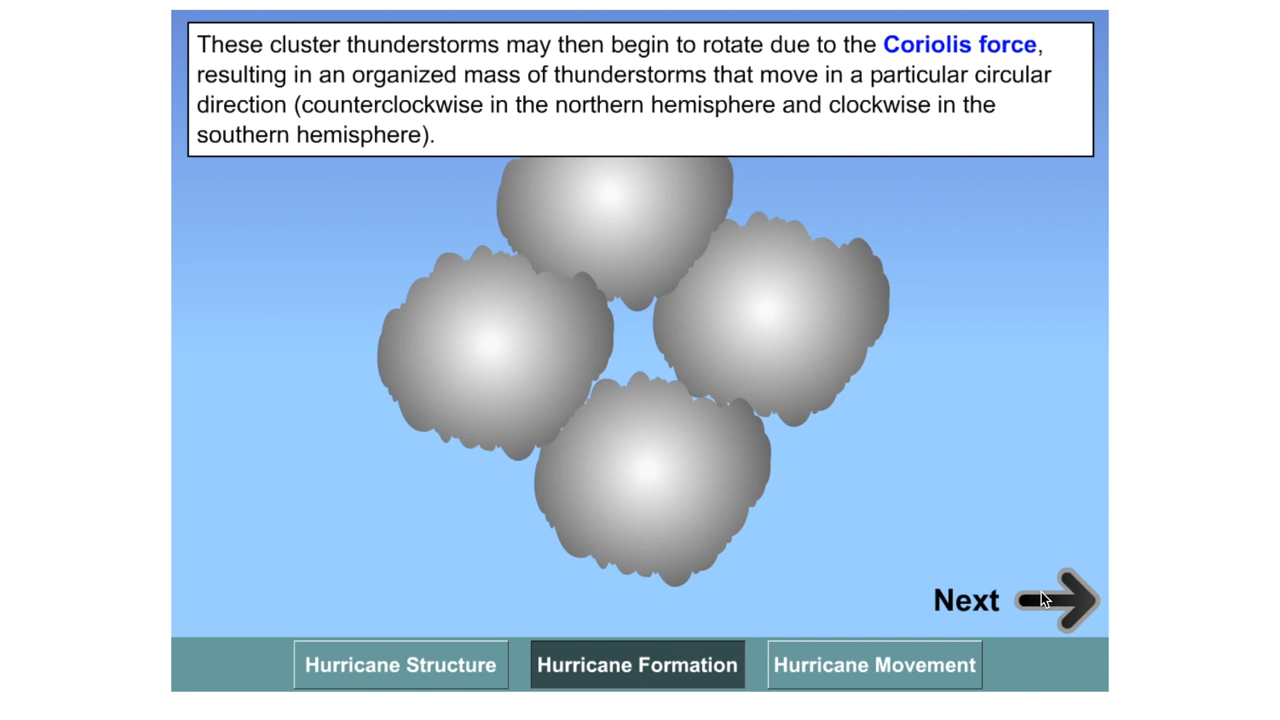 These cluster thunderstorms may then begin to rotate due to the Coriolis force,
resulting in an organized mass of thunderstorms that move in a particular circular
direction (counterclockwise in the northern hemisphere and clockwise in the
southern hemisphere).
Next
Hurricane Structure
Hurricane Formation
Hurricane Movement